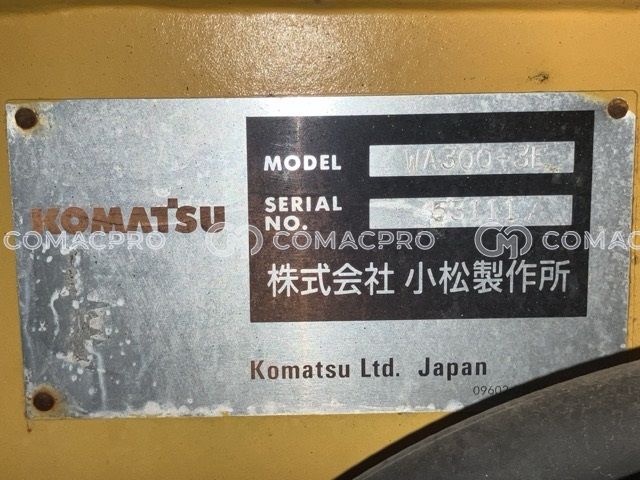 MODEL WA300-3E
KOMATSU
SERIAL
NO.
COMACPRO COMACPRO COMACPRO
株式会社 小松製作所
Komatsu Ltd. Japan